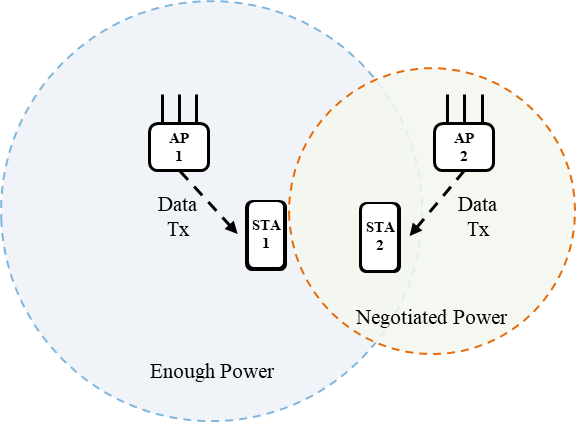 AP
1
AP
2
Data
Tx
STA
1
STA
2
Data
Tx
Negotiated Power
Enough Power